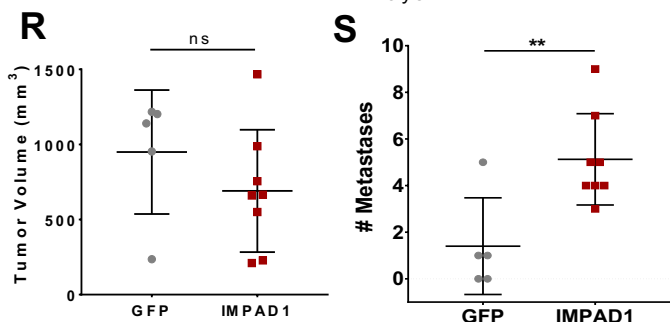 R
ns
Tumor Volume (mm3)
1500
1000
500
0
GFP IMPAD1
S
**
# Metastases
10
8
6
4
2
0
GFP IMPAD1